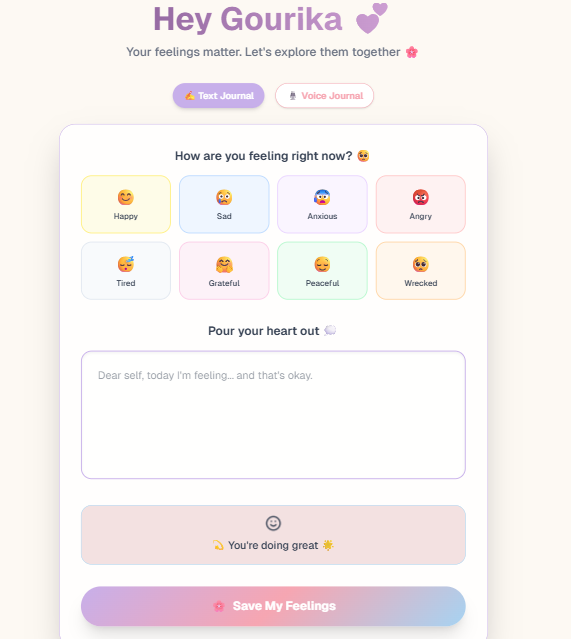 Hey Gourika 💕
Your feelings matter. Let's explore them together 🌸
✍️ Text Journal
🎙️ Voice Journal
How are you feeling right now? 🥺
😊 😭 😰 😡
Happy Sad Anxious Angry
😴 🤗 😌 🥺
Tired Grateful Peaceful Wrecked
Pour your heart out 💭
Dear self, today I'm feeling... and that's okay.
💫 You're doing great 🌟
🌸 Save My Feelings